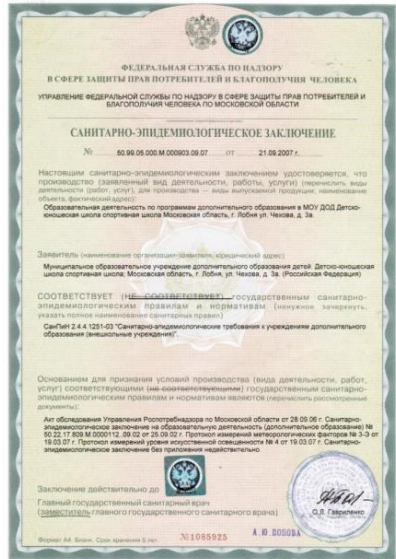 ФЕДЕРАЛЬНАЯ СЛУЖБА ПО НАДЗОРУ
В СФЕРЕ ЗАЩИТЫ ПРАВ ПОТРЕБИТЕЛЕЙ И БЛАГОПОЛУЧИЯ ЧЕЛОВЕКА
УПРАВЛЕНИЕ ФЕДЕРАЛЬНОЙ СЛУЖБЫ ПО НАДЗОРУ В СФЕРЕ ЗАЩИТЫ ПРАВ ПОТРЕБИТЕЛЕЙ И
БЛАГОПОЛУЧИЯ ЧЕЛОВЕКА ПО МОСКОВСКОЙ ОБЛАСТИ
САНИТАРНО-ЭПИДЕМИОЛОГИЧЕСКОЕ ЗАКЛЮЧЕНИЕ
№ 50.99.05.000.М.000903.09.07 от 21.09.2007 г.
Настоящим санитарно-эпидемиологическим заключением удостоверяется, что
производство (заявленный вид деятельности, работы, услуги) (перечислить виды
деятельности (работ, услуг), для производства — виды выпускаемой продукции; наименование
объекта, фактический адрес):
Образовательная деятельность по программам дополнительного образования в МОУ ДОД Детско-
юношеская школа спортивная школа Московская область, г. Лобня ул. Чехова, д. 3а.
Заявитель (наименование организации-заявителя, юридический адрес)
Муниципальное образовательное учреждение дополнительного образования детей. Детско-юношеская
школа спортивная школа; Московская область, г. Лобня ул. Чехова, д. 3а. (Российская Федерация)
СООТВЕТСТВУЕТ (НЕ СООТВЕТСТВУЕТ) государственным санитарно-
эпидемиологическим правилам и нормативам (ненужное зачеркнуть,
указать полное наименование санитарных правил)
СанПиН 2.4.4.1251-03 "Санитарно-эпидемиологические требования к учреждениям дополнительного
образования (внешкольные учреждения)".
Основанием для признания условий производства (вида деятельности, работ,
услуг) соответствующими (не соответствующими) государственным санитарно-
эпидемиологическим правилам и нормативам являются (перечислить рассмотренные
документы):
Акт обследования Управления Роспотребнадзора по Московской области от 28.09.06 г. Санитарно-
эпидемиологическое заключение на образовательную деятельность (дополнительное образование) №
50.22.17.809.М.000112.09.02 от 25.09.02 г. Протокол измерений метеорологических факторов № 3-Э от
19.03.07 г. Протокол измерений уровня искусственной освещенности № 4 от 19.03.07 г. Санитарно-
эпидемиологическое заключение без приложения недействительно.
Заключение действительно до
Главный государственный санитарный врач
(заместитель главного государственного санитарного врача)
О.Л. Гавриленко
Формат А4. Бланк. Срок хранения 5 лет.
№1085925
А.Ю ПОПОВА